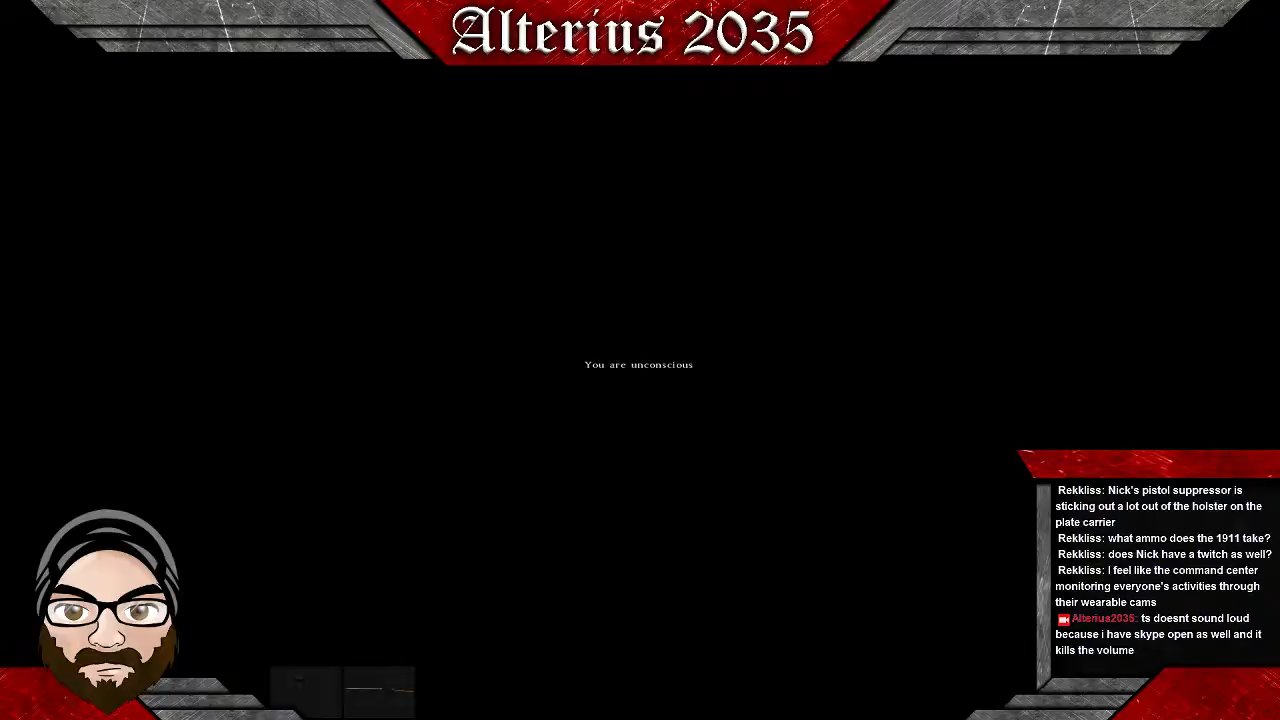 Alterius 2035
You are unconscious
Rekkliss: Nick's pistol suppressor is
sticking out a lot out of the holster on the
plate carrier
Rekkliss: what ammo does the 1911 take?
Rekkliss: does Nick have a twitch as well?
Rekkliss: I feel like the command center
monitoring everyone's activities through
their wearable cams
Alterius2035: ts doesnt sound loud
because i have skype open as well and it
kills the volume